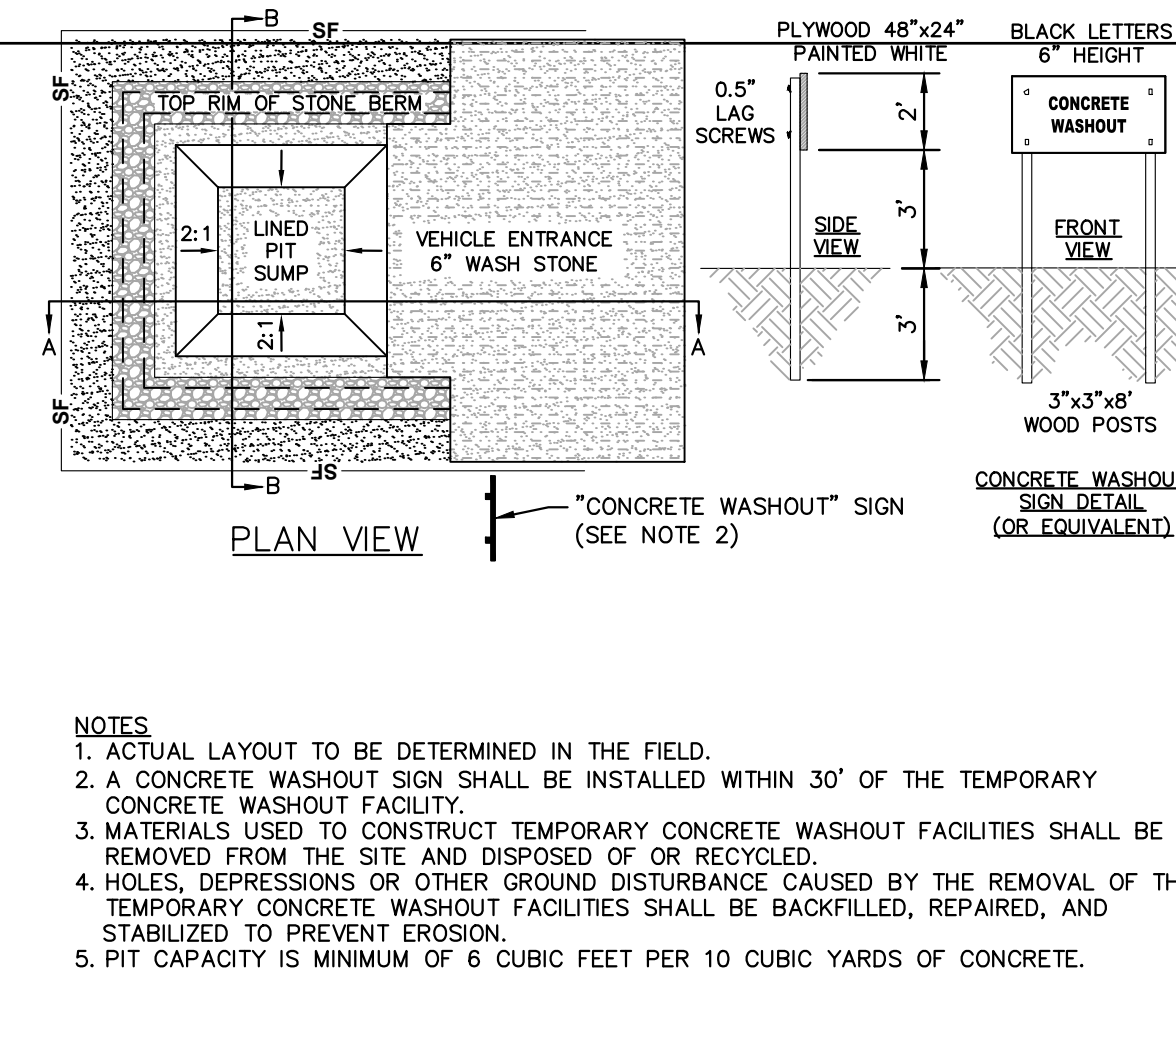 B
SF
SF
TOP RIM OF STONE BERM
2:1
LINED
PIT
SUMP
2:1
VEHICLE ENTRANCE
6" WASH STONE
A
A
SF
SF
B
PLAN VIEW
"CONCRETE WASHOUT" SIGN
(SEE NOTE 2)
PLYWOOD 48"x24"
PAINTED WHITE
0.5"
LAG
SCREWS
2'
3'
3'
SIDE
VIEW
BLACK LETTERS
6" HEIGHT
CONCRETE
WASHOUT
FRONT
VIEW
3"x3"x8'
WOOD POSTS
CONCRETE WASHOU
SIGN DETAIL
(OR EQUIVALENT)
NOTES
1. ACTUAL LAYOUT TO BE DETERMINED IN THE FIELD.
2. A CONCRETE WASHOUT SIGN SHALL BE INSTALLED WITHIN 30' OF THE TEMPORARY
CONCRETE WASHOUT FACILITY.
3. MATERIALS USED TO CONSTRUCT TEMPORARY CONCRETE WASHOUT FACILITIES SHALL BE
REMOVED FROM THE SITE AND DISPOSED OF OR RECYCLED.
4. HOLES, DEPRESSIONS OR OTHER GROUND DISTURBANCE CAUSED BY THE REMOVAL OF TH
TEMPORARY CONCRETE WASHOUT FACILITIES SHALL BE BACKFILLED, REPAIRED, AND
STABILIZED TO PREVENT EROSION.
5. PIT CAPACITY IS MINIMUM OF 6 CUBIC FEET PER 10 CUBIC YARDS OF CONCRETE.